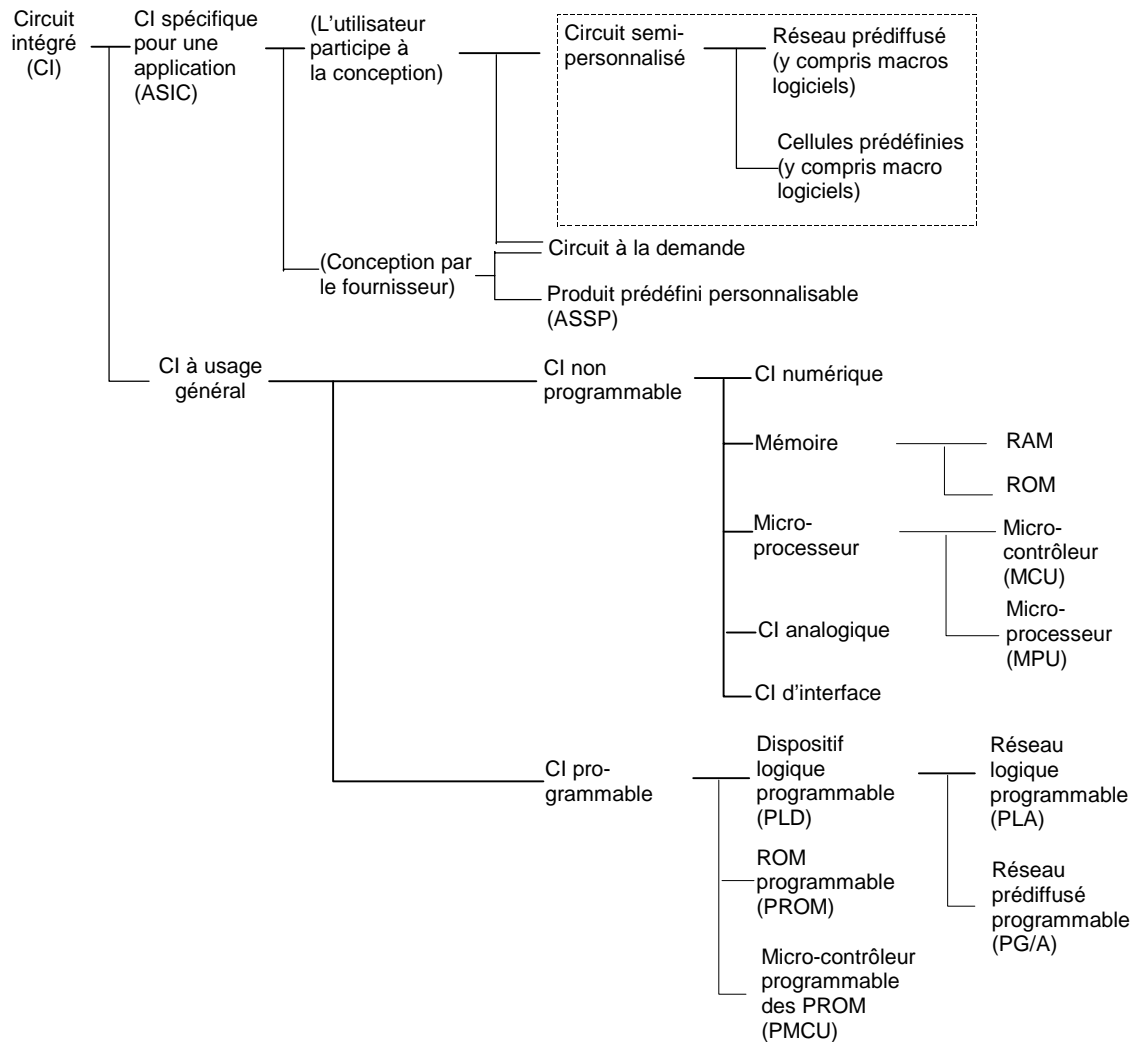 Circuit
intégré
(CI)
CI spécifique
pour une
application
(ASIC)
(L'utilisateur
participe à
la conception)
Circuit semi-
personnalisé
Réseau prédiffusé
(y compris macros
logiciels)
Cellules prédéfinies
(y compris macro
logiciels)
Circuit à la demande
(Conception par
le fournisseur)
Produit prédéfini personnalisable
(ASSP)
CI à usage
général
CI non
programmable
CI numérique
Mémoire
RAM
ROM
Micro-
processeur
Micro-
contrôleur
(MCU)
Micro-
processeur
(MPU)
CI analogique
CI d'interface
CI pro-
grammable
Dispositif
logique
programmable
(PLD)
Réseau
logique
programmable
(PLA)
Réseau
prédiffusé
programmable
(PG/A)
ROM
programmable
(PROM)
Micro-contrôleur
programmable
des PROM
(PMCU)